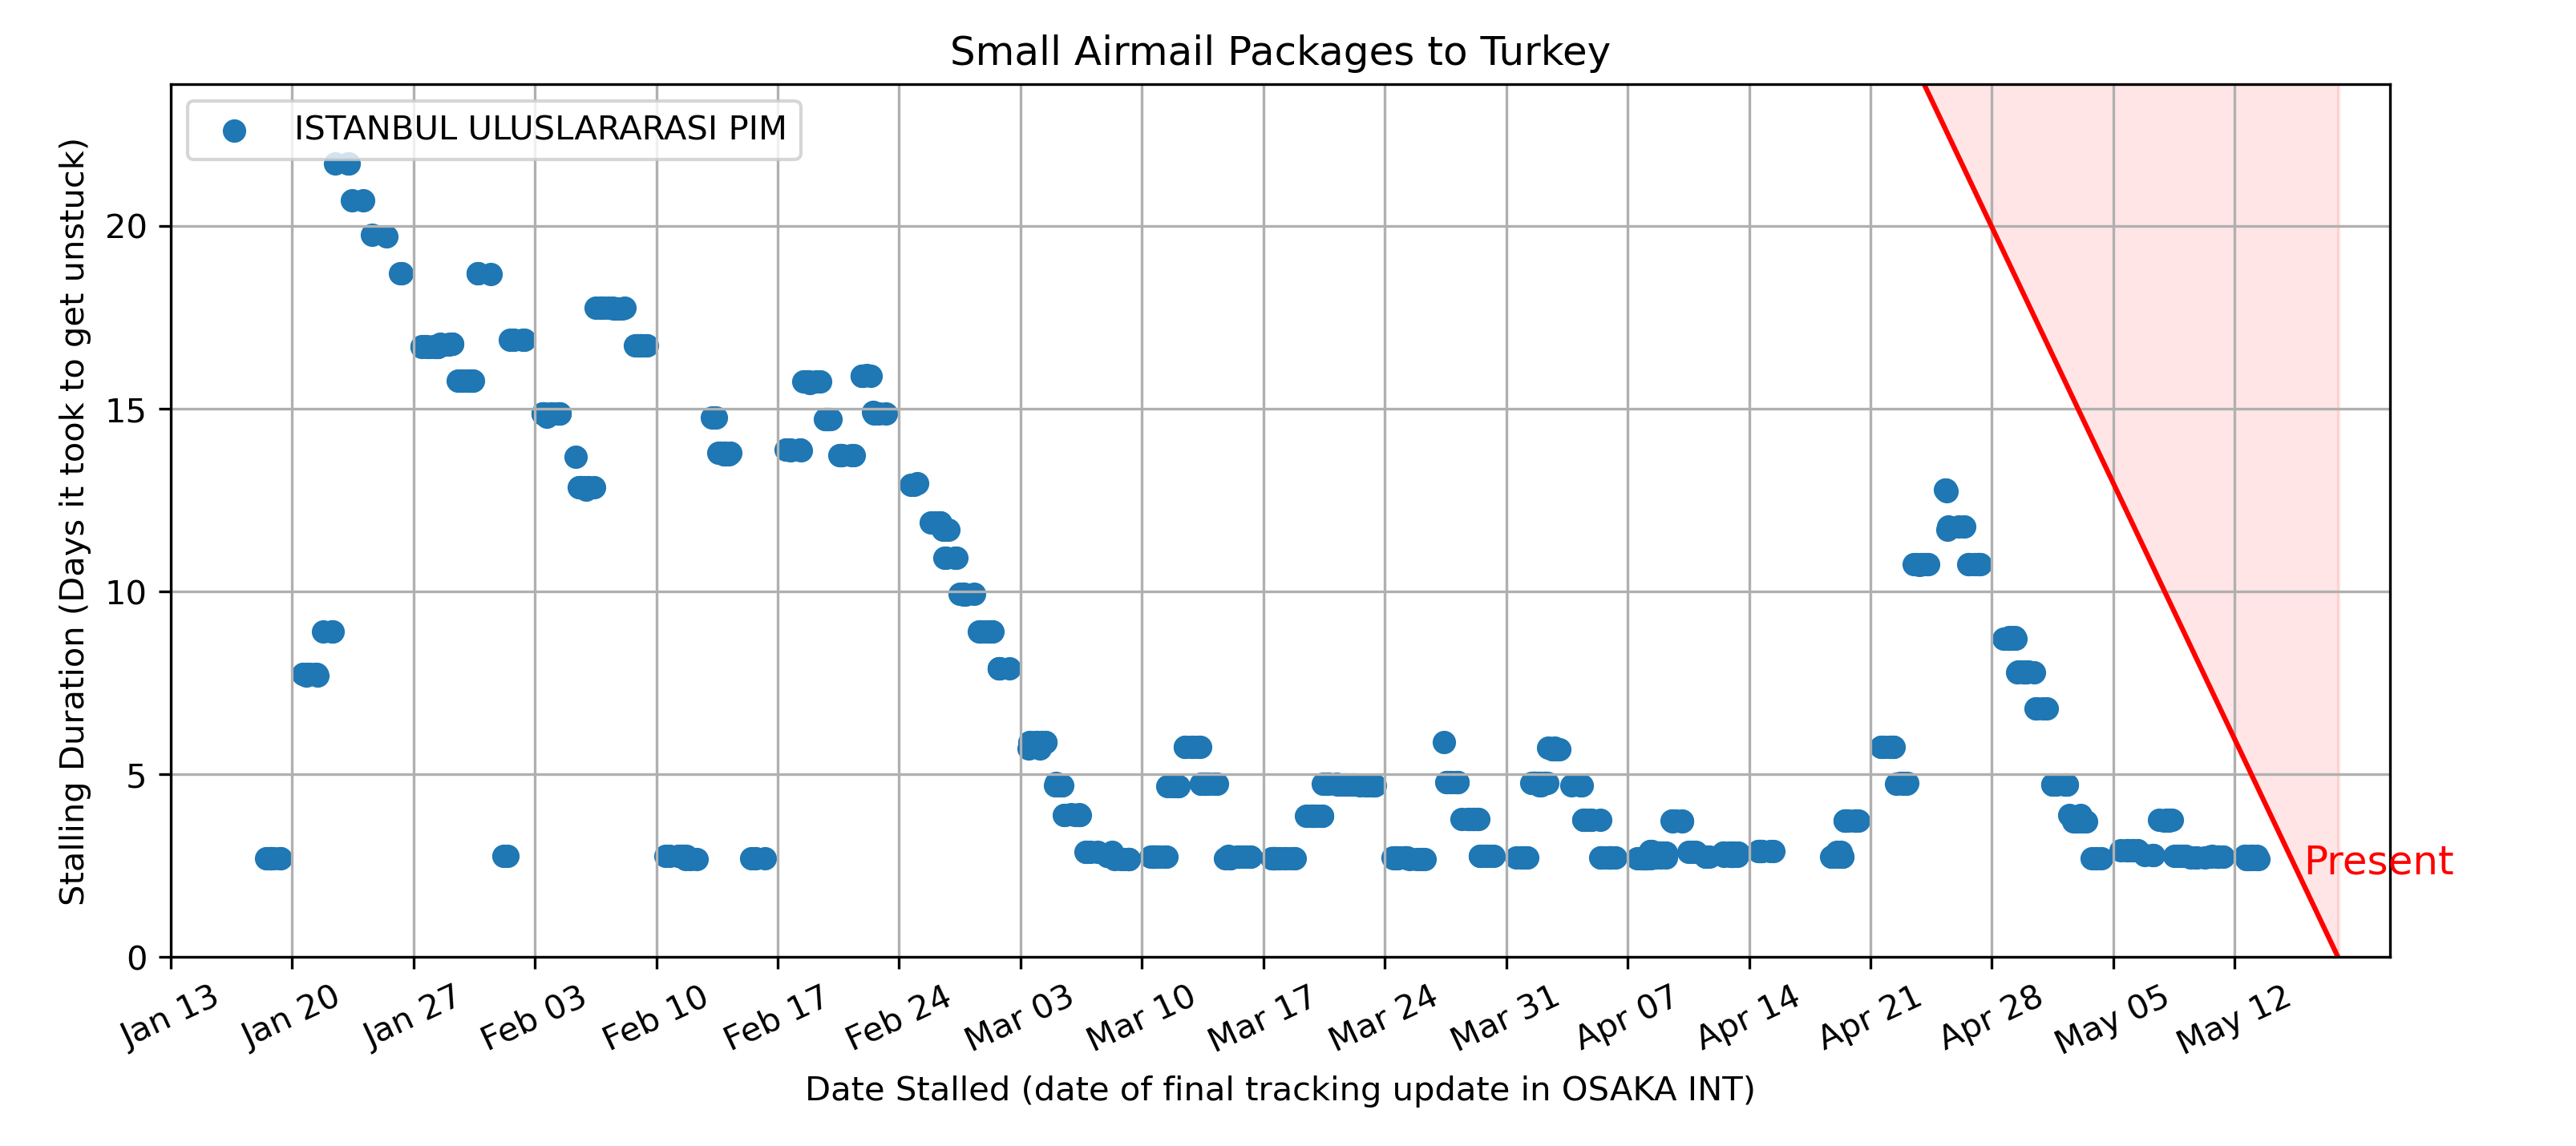 Small Airmail Packages to Turkey
ISTANBUL ULUSLARARASI PIM
Stalling Duration (Days it took to get unstuck)
20
15
10
5
0
Present
Jan 13
Jan 20
Jan 27
Feb 03
Feb 10
Feb 17
Feb 24
Mar 03
Mar 10
Mar 17
Mar 24
Mar 31
Apr 07
Apr 14
Apr 21
Apr 28
May 05
May 12
Date Stalled (date of final tracking update in OSAKA INT)